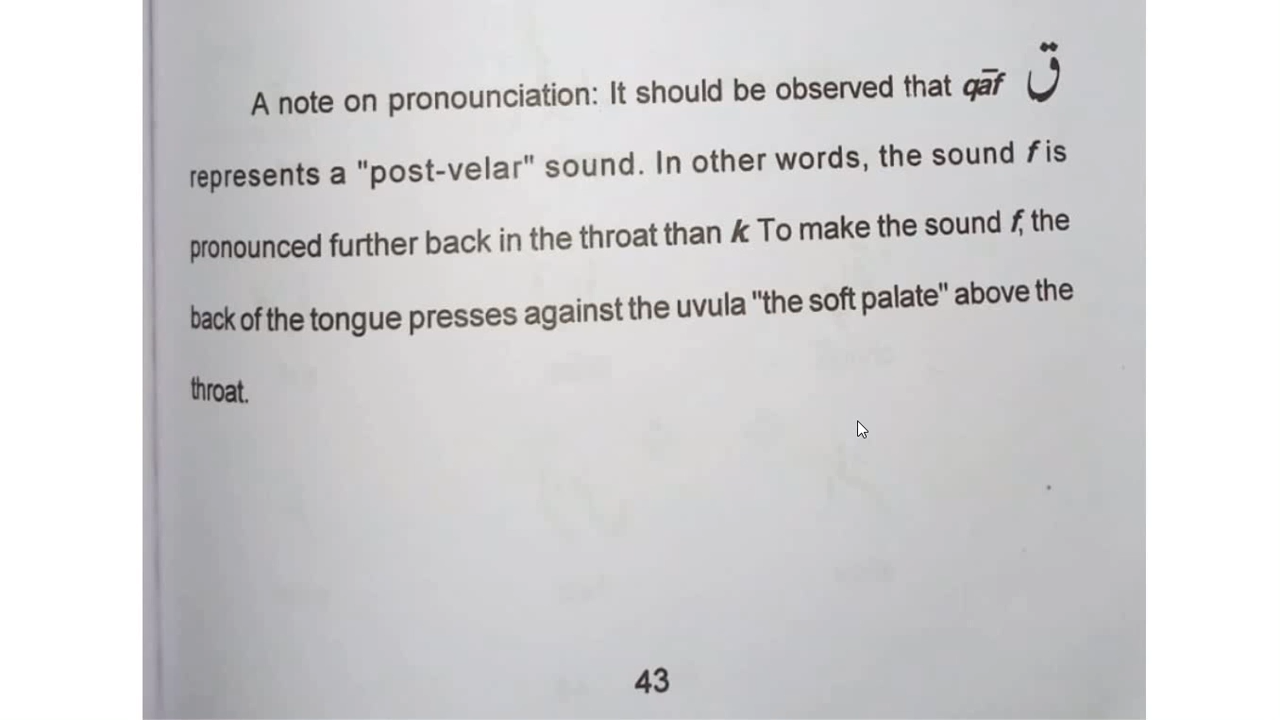 A note on pronounciation: It should be observed that qāf ق
represents a "post-velar" sound. In other words, the sound f is
pronounced further back in the throat than k To make the sound f, the
back of the tongue presses against the uvula "the soft palate" above the
throat.
43